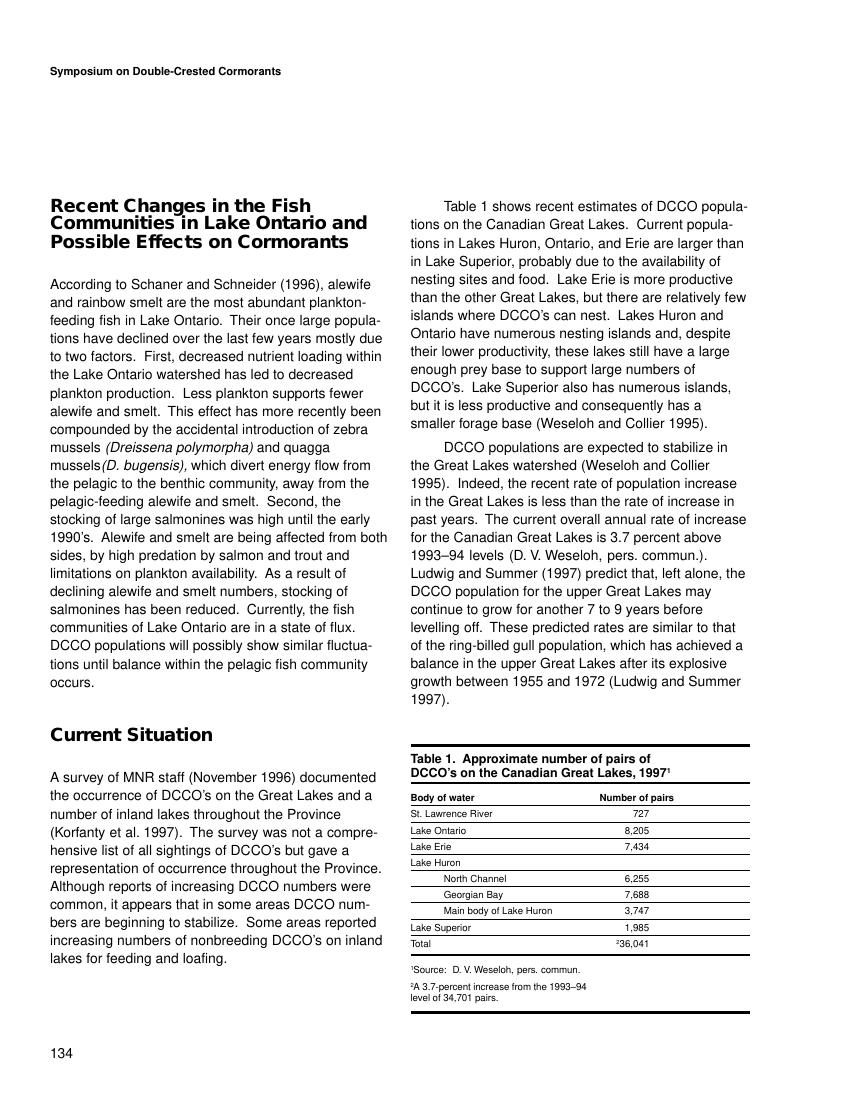 Symposium on Double-Crested Cormorants
Recent Changes in the Fish
Communities in Lake Ontario and
Possible Effects on Cormorants
According to Schaner and Schneider (1996), alewife
and rainbow smelt are the most abundant plankton-
feeding fish in Lake Ontario.  Their once large popula-
tions have declined over the last few years mostly due
to two factors.  First, decreased nutrient loading within
the Lake Ontario watershed has led to decreased
plankton production.  Less plankton supports fewer
alewife and smelt.  This effect has more recently been
compounded by the accidental introduction of zebra
mussels (Dreissena polymorpha) and quagga
mussels(D. bugensis), which divert energy flow from
the pelagic to the benthic community, away from the
pelagic-feeding alewife and smelt.  Second, the
stocking of large salmonines was high until the early
1990's.  Alewife and smelt are being affected from both
sides, by high predation by salmon and trout and
limitations on plankton availability.  As a result of
declining alewife and smelt numbers, stocking of
salmonines has been reduced.  Currently, the fish
communities of Lake Ontario are in a state of flux.
DCCO populations will possibly show similar fluctua-
tions until balance within the pelagic fish community
occurs.
Current Situation
A survey of MNR staff (November 1996) documented
the occurrence of DCCO's on the Great Lakes and a
number of inland lakes throughout the Province
(Korfanty et al. 1997).  The survey was not a compre-
hensive list of all sightings of DCCO's but gave a
representation of occurrence throughout the Province.
Although reports of increasing DCCO numbers were
common, it appears that in some areas DCCO num-
bers are beginning to stabilize.  Some areas reported
increasing numbers of nonbreeding DCCO's on inland
lakes for feeding and loafing.
Table 1 shows recent estimates of DCCO popula-
tions on the Canadian Great Lakes.  Current popula-
tions in Lakes Huron, Ontario, and Erie are larger than
in Lake Superior, probably due to the availability of
nesting sites and food.  Lake Erie is more productive
than the other Great Lakes, but there are relatively few
islands where DCCO's can nest.  Lakes Huron and
Ontario have numerous nesting islands and, despite
their lower productivity, these lakes still have a large
enough prey base to support large numbers of
DCCO's.  Lake Superior also has numerous islands,
but it is less productive and consequently has a
smaller forage base (Weseloh and Collier 1995).
DCCO populations are expected to stabilize in
the Great Lakes watershed (Weseloh and Collier
1995).  Indeed, the recent rate of population increase
in the Great Lakes is less than the rate of increase in
past years.  The current overall annual rate of increase
for the Canadian Great Lakes is 3.7 percent above
1993–94 levels (D. V. Weseloh, pers. commun.).
Ludwig and Summer (1997) predict that, left alone, the
DCCO population for the upper Great Lakes may
continue to grow for another 7 to 9 years before
levelling off.  These predicted rates are similar to that
of the ring-billed gull population, which has achieved a
balance in the upper Great Lakes after its explosive
growth between 1955 and 1972 (Ludwig and Summer
1997).
Table 1.  Approximate number of pairs of
DCCO's on the Canadian Great Lakes, 1997¹
Body of water Number of pairs
St. Lawrence River 727
Lake Ontario 8,205
Lake Erie 7,434
Lake Huron
North Channel 6,255
Georgian Bay 7,688
Main body of Lake Huron 3,747
Lake Superior 1,985
Total ²36,041
¹Source:  D. V. Weseloh, pers. commun.
²A 3.7-percent increase from the 1993–94
level of 34,701 pairs.
134